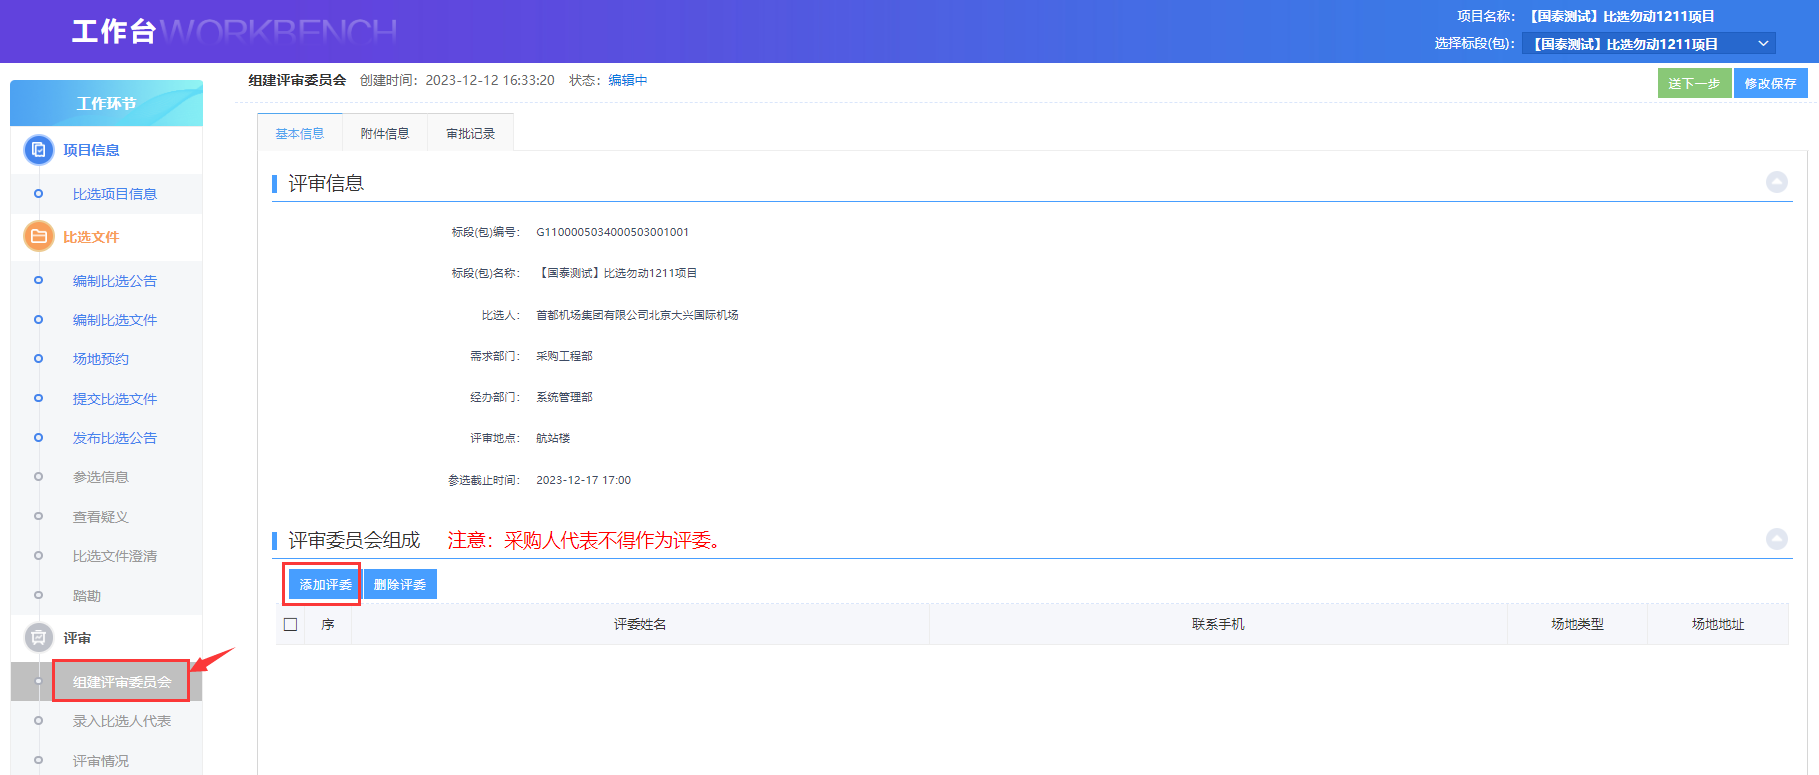 工作台WORKBENCH
项目名称：【国泰测试】比选勿动1211项目
选择标段(包)：【国泰测试】比选勿动1211项目
组建评审委员会 创建时间：2023-12-12 16:33:20 状态：编辑中
送下一步 修改保存
工作环节
项目信息
比选项目信息
比选文件
编制比选公告
编制比选文件
场地预约
提交比选文件
发布比选公告
参选信息
查看疑义
比选文件澄清
踏勘
评审
组建评审委员会
录入比选人代表
评审情况
基本信息 附件信息 审批记录
评审信息
标段(包)编号： G1100005034000503001001
标段(包)名称： 【国泰测试】比选勿动1211项目
比选人： 首都机场集团有限公司北京大兴国际机场
需求部门： 采购工程部
经办部门： 系统管理部
评审地点： 航站楼
参选截止时间： 2023-12-17 17:00
评审委员会组成 注意：采购人代表不得作为评委。
添加评委 删除评委
序 评委姓名 联系手机 场地类型 场地地址